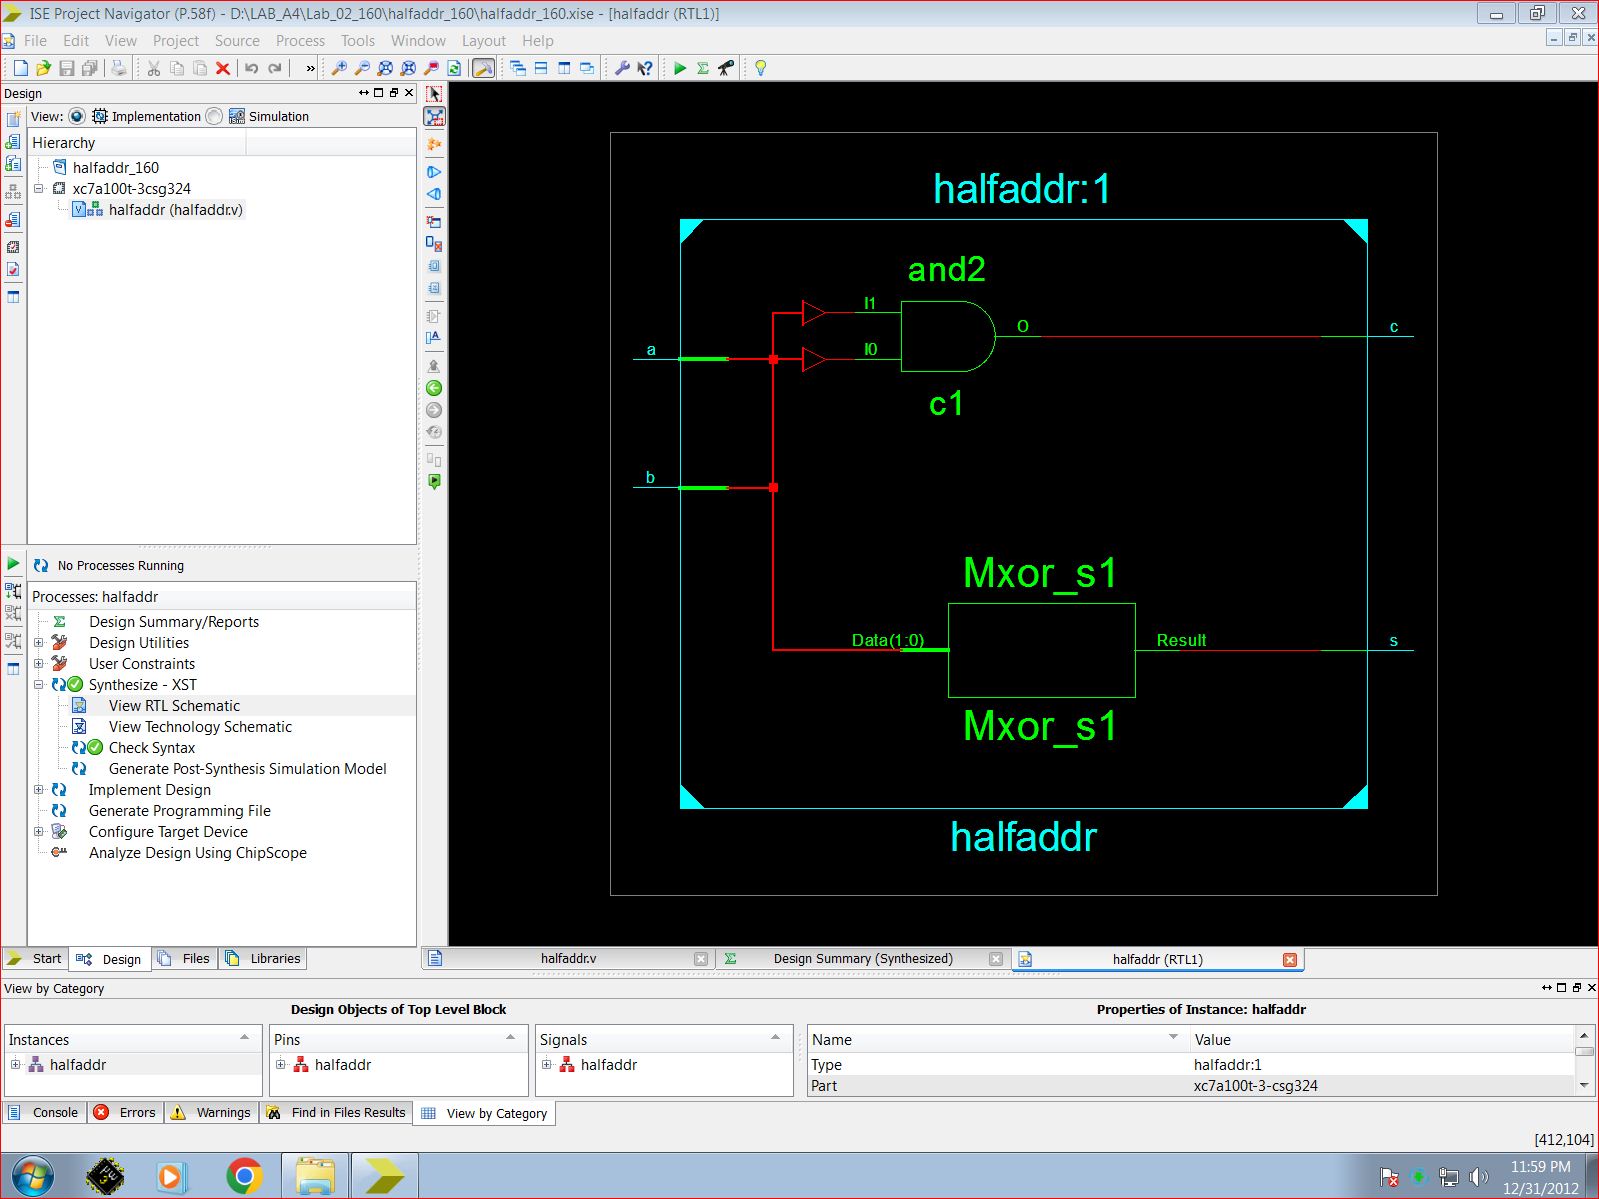 ISE Project Navigator (P.58f) - D:\LAB_A4\Lab_02_160\halfaddr_160\halfaddr_160.xise - [halfaddr (RTL1)]
File Edit View Project Source Process Tools Window Layout Help
Design
View: Implementation Simulation
Hierarchy
halfaddr_160
xc7a100t-3csg324
halfaddr (halfaddr.v)
No Processes Running
Processes: halfaddr
Design Summary/Reports
Design Utilities
User Constraints
Synthesize - XST
View RTL Schematic
View Technology Schematic
Check Syntax
Generate Post-Synthesis Simulation Model
Implement Design
Generate Programming File
Configure Target Device
Analyze Design Using ChipScope
Start Design Files Libraries
halfaddr:1
and2
I1
I0
O
c
a
c1
b
Mxor_s1
Data(1:0)
Result
s
Mxor_s1
halfaddr
halfaddr.v Design Summary (Synthesized) halfaddr (RTL1)
View by Category
Design Objects of Top Level Block
Instances Pins Signals
halfaddr halfaddr halfaddr
Properties of Instance: halfaddr
Name Value
Type halfaddr:1
Part xc7a100t-3-csg324
Console Errors Warnings Find in Files Results View by Category
[412,104]
11:59 PM
12/31/2012